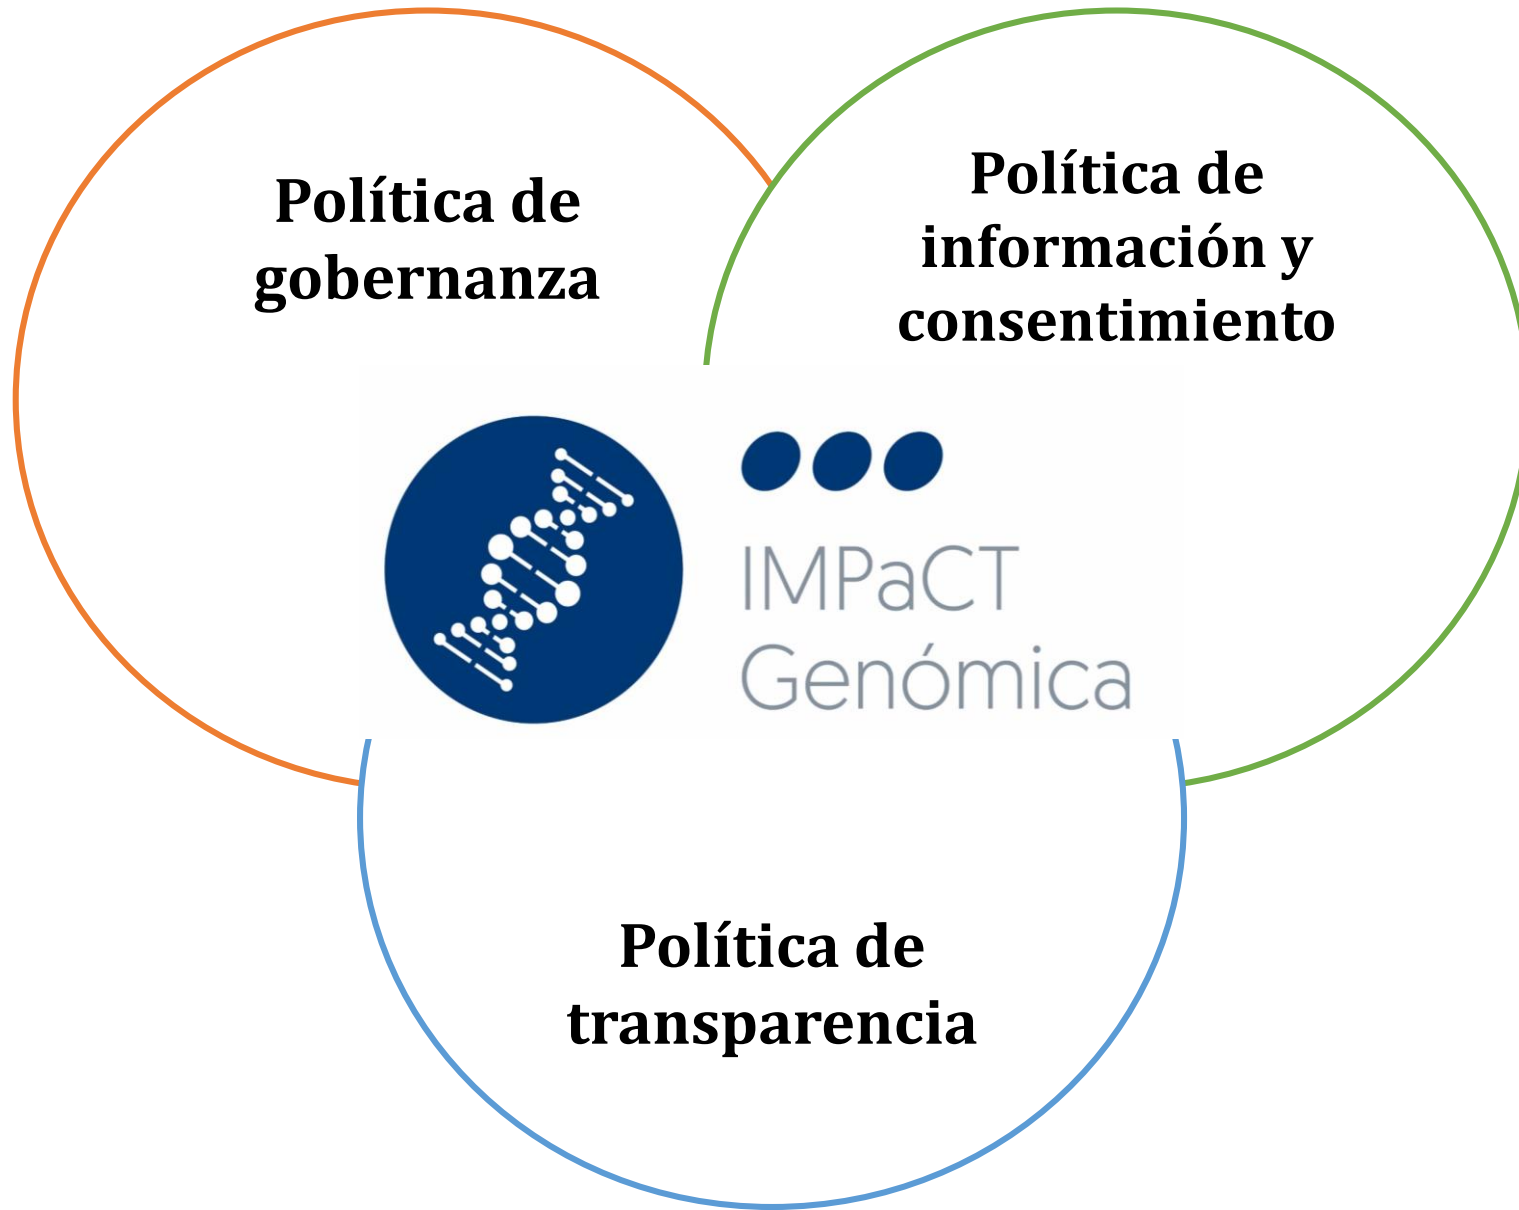 Política de
gobernanza
Política de
información y
consentimiento
IMPaCT
Genómica
Política de
transparencia